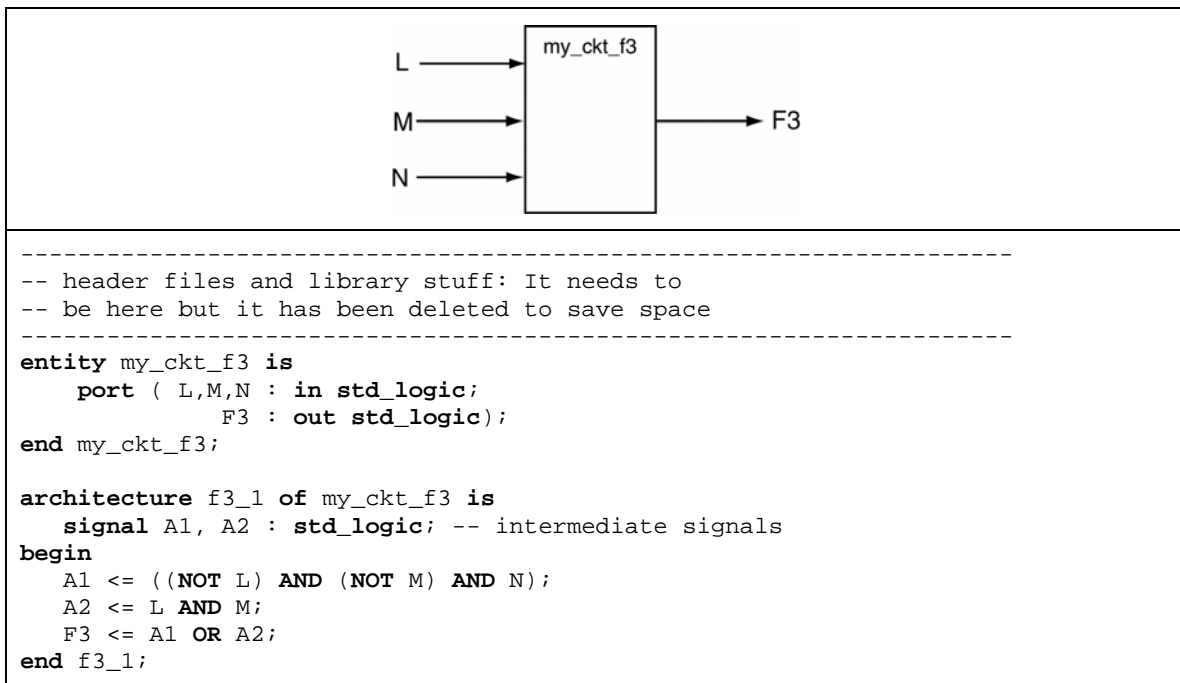 my_ckt_f3
L
M
F3
N
---------------------------------------------------------------------
-- header files and library stuff: It needs to
-- be here but it has been deleted to save space
---------------------------------------------------------------------
entity my_ckt_f3 is
    port ( L,M,N : in std_logic;
              F3 : out std_logic);
end my_ckt_f3;

architecture f3_1 of my_ckt_f3 is
   signal A1, A2 : std_logic; -- intermediate signals
begin
   A1 <= ((NOT L) AND (NOT M) AND N);
   A2 <= L AND M;
   F3 <= A1 OR A2;
end f3_1;